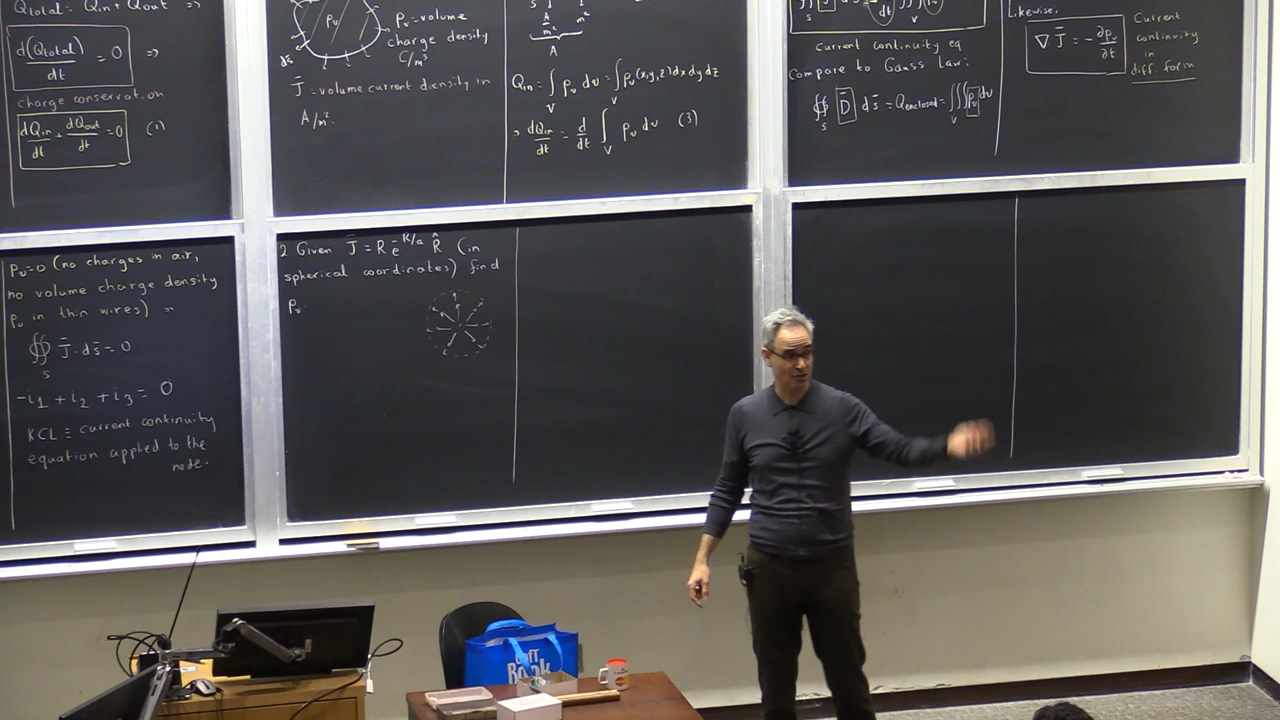 Qtotal = Qin + Qout ⇒
d(Qtotal)/dt = 0 ⇒
charge conservation
dQin/dt + dQout/dt = 0 (1)
ρv
ρv - volume
charge density
C/m³
J̄ - volume current density in
A/m².
S
A/m² m²
A
Qin = ∫V ρv dv = ∫V ρv(x,y,z) dx dy dz
⇒ dQin/dt = d/dt ∫V ρv dv (3)
current continuity eq
Compare to Gauss Law:
∯S D̄ ds̄ = Qenclosed = ∭V ρv dv
Likewise,
∇ J̄ = -∂ρv/∂t
Current
continuity
in
diff. form
ρv=0 (no charges in air,
no volume charge density
ρv in thin wires) ⇒
∯S J̄·ds̄ = 0
-i1 + i2 + i3 = 0
KCL ≡ current continuity
equation applied to the
node.
2 Given J̄ = R e^-R/a R̂ (in
spherical coordinates) find
ρv